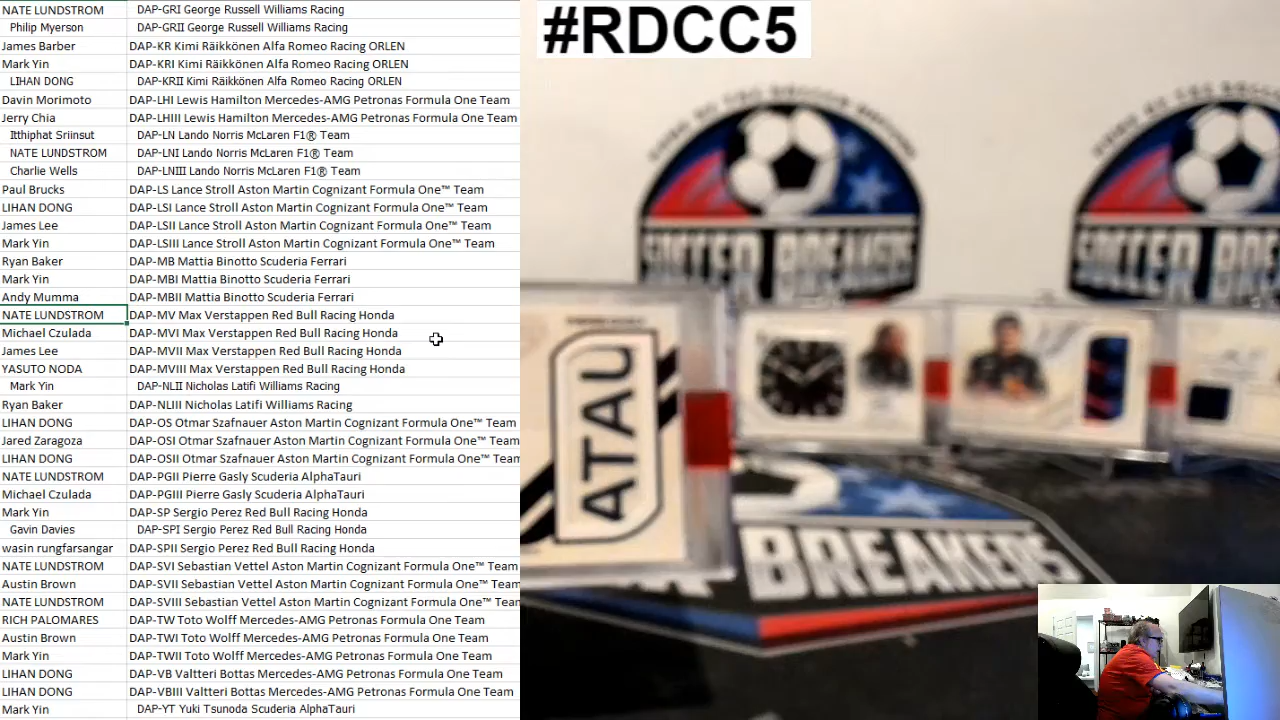 NATE LUNDSTROM DAP-GRI George Russell Williams Racing
Philip Myerson DAP-GRII George Russell Williams Racing
James Barber DAP-KR Kimi Räikkönen Alfa Romeo Racing ORLEN
Mark Yin DAP-KRI Kimi Räikkönen Alfa Romeo Racing ORLEN
LIHAN DONG DAP-KRII Kimi Räikkönen Alfa Romeo Racing ORLEN
Davin Morimoto DAP-LHI Lewis Hamilton Mercedes-AMG Petronas Formula One Team
Jerry Chia DAP-LHIII Lewis Hamilton Mercedes-AMG Petronas Formula One Team
Itthiphat Sriinsut DAP-LN Lando Norris McLaren F1® Team
NATE LUNDSTROM DAP-LNI Lando Norris McLaren F1® Team
Charlie Wells DAP-LNIII Lando Norris McLaren F1® Team
Paul Brucks DAP-LS Lance Stroll Aston Martin Cognizant Formula One™ Team
LIHAN DONG DAP-LSI Lance Stroll Aston Martin Cognizant Formula One™ Team
James Lee DAP-LSII Lance Stroll Aston Martin Cognizant Formula One™ Team
Mark Yin DAP-LSIII Lance Stroll Aston Martin Cognizant Formula One™ Team
Ryan Baker DAP-MB Mattia Binotto Scuderia Ferrari
Mark Yin DAP-MBI Mattia Binotto Scuderia Ferrari
Andy Mumma DAP-MBII Mattia Binotto Scuderia Ferrari
NATE LUNDSTROM DAP-MV Max Verstappen Red Bull Racing Honda
Michael Czulada DAP-MVI Max Verstappen Red Bull Racing Honda
James Lee DAP-MVII Max Verstappen Red Bull Racing Honda
YASUTO NODA DAP-MVIII Max Verstappen Red Bull Racing Honda
Mark Yin DAP-NLII Nicholas Latifi Williams Racing
Ryan Baker DAP-NLIII Nicholas Latifi Williams Racing
LIHAN DONG DAP-OS Otmar Szafnauer Aston Martin Cognizant Formula One™ Team
Jared Zaragoza DAP-OSI Otmar Szafnauer Aston Martin Cognizant Formula One™ Team
LIHAN DONG DAP-OSII Otmar Szafnauer Aston Martin Cognizant Formula One™ Team
NATE LUNDSTROM DAP-PGII Pierre Gasly Scuderia AlphaTauri
Michael Czulada DAP-PGIII Pierre Gasly Scuderia AlphaTauri
Mark Yin DAP-SP Sergio Perez Red Bull Racing Honda
Gavin Davies DAP-SPI Sergio Perez Red Bull Racing Honda
wasin rungfarsangar DAP-SPII Sergio Perez Red Bull Racing Honda
NATE LUNDSTROM DAP-SVI Sebastian Vettel Aston Martin Cognizant Formula One™ Team
Austin Brown DAP-SVII Sebastian Vettel Aston Martin Cognizant Formula One™ Team
NATE LUNDSTROM DAP-SVIII Sebastian Vettel Aston Martin Cognizant Formula One™ Tear
RICH PALOMARES DAP-TW Toto Wolff Mercedes-AMG Petronas Formula One Team
Austin Brown DAP-TWI Toto Wolff Mercedes-AMG Petronas Formula One Team
Mark Yin DAP-TWII Toto Wolff Mercedes-AMG Petronas Formula One Team
LIHAN DONG DAP-VB Valtteri Bottas Mercedes-AMG Petronas Formula One Team
LIHAN DONG DAP-VBIII Valtteri Bottas Mercedes-AMG Petronas Formula One Team
Mark Yin DAP-YT Yuki Tsunoda Scuderia AlphaTauri
#RDCC5
SOCCER BREAKERS
SOCCER BREAKERS
ATAU
BREAKERS